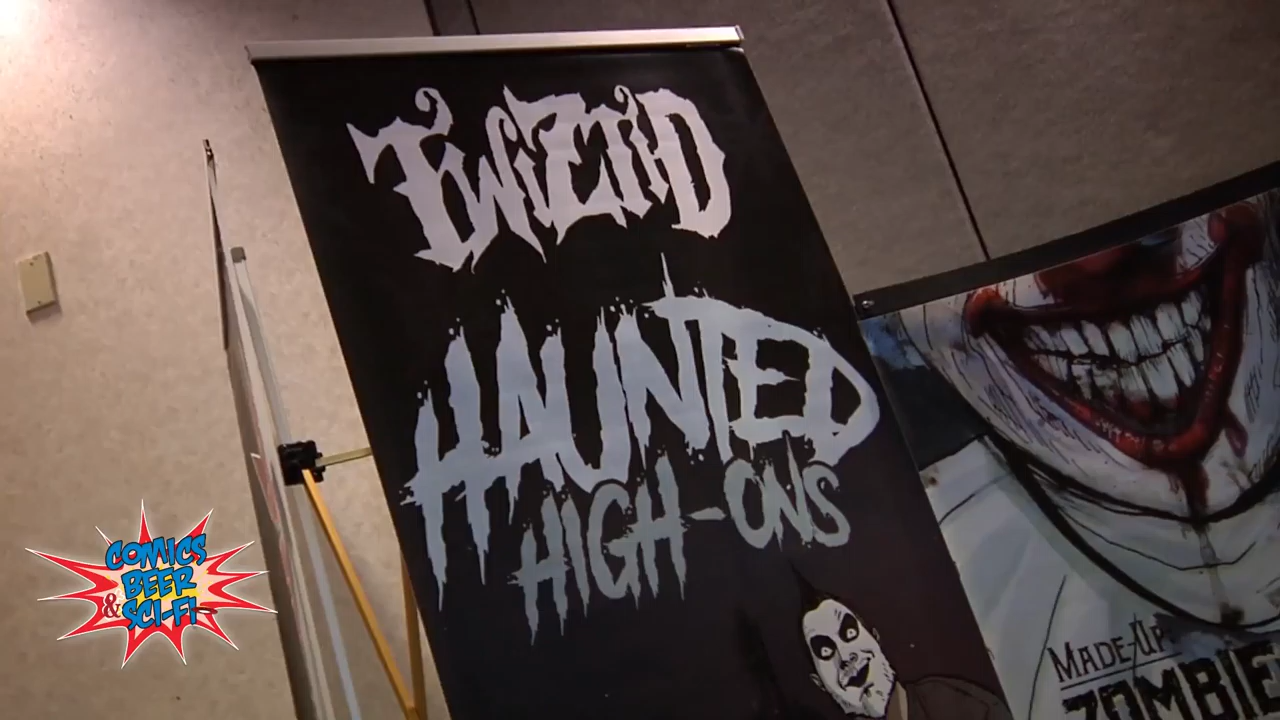 TWIZTID
HAUNTED
HIGH-ONS
COMICS
BEER
& SCI-FI
MADE-UP
ZOMBIE